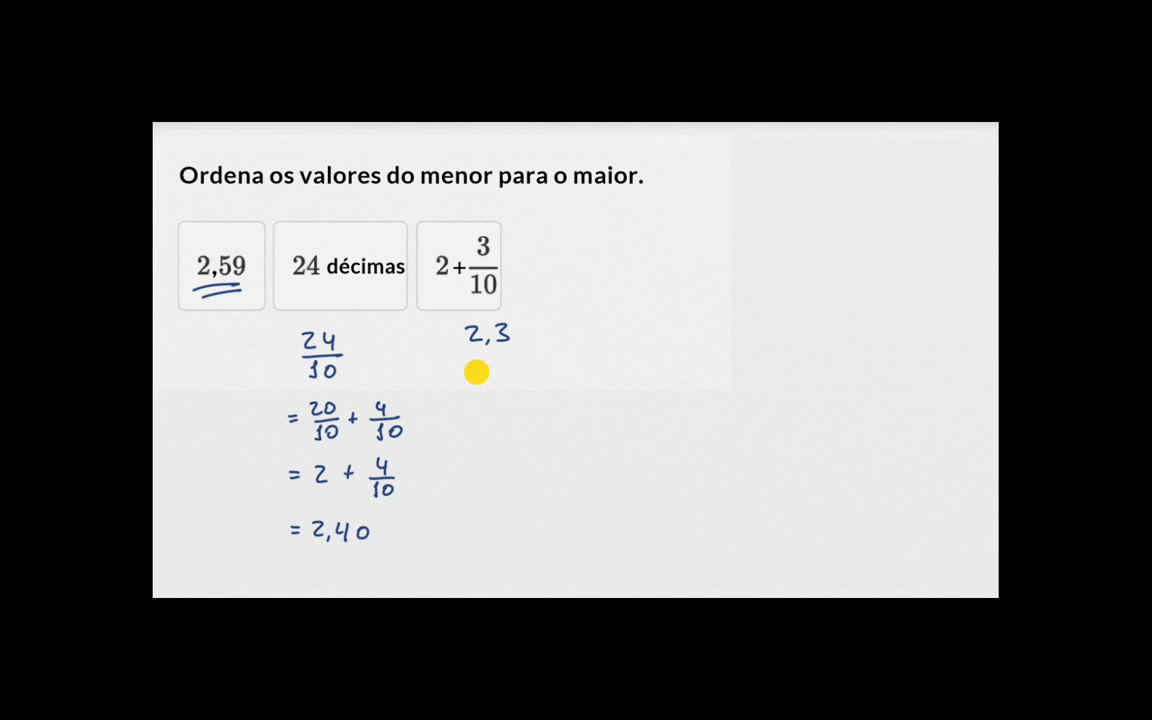 Ordena os valores do menor para o maior.
2,59 24 décimas 2+3/10
24/10 2,3
= 20/10 + 4/10
= 2 + 4/10
= 2,40